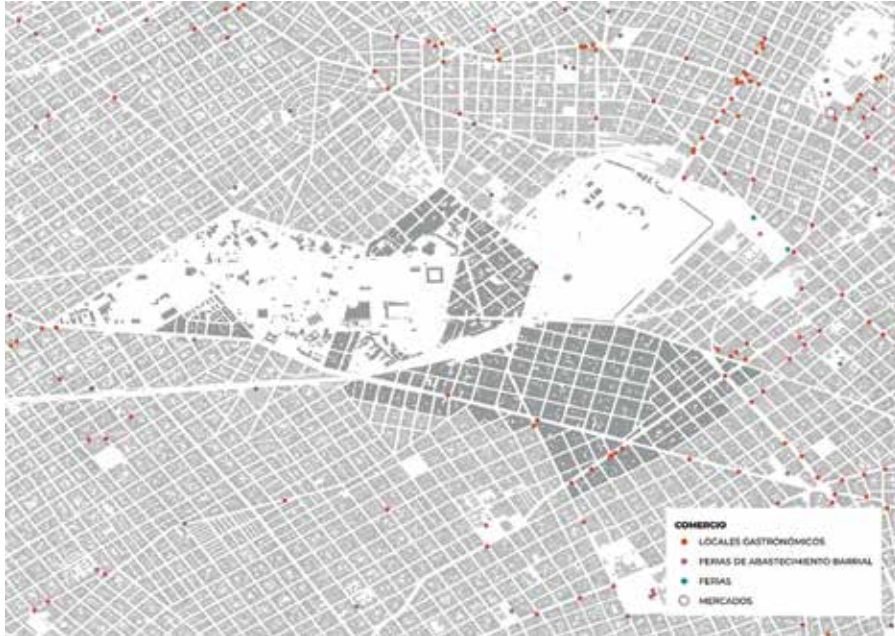 COMERCIO
LOCALES GASTRONÓMICOS
FERIAS DE ABASTECIMIENTO BARRIAL
FERIAS
MERCADOS